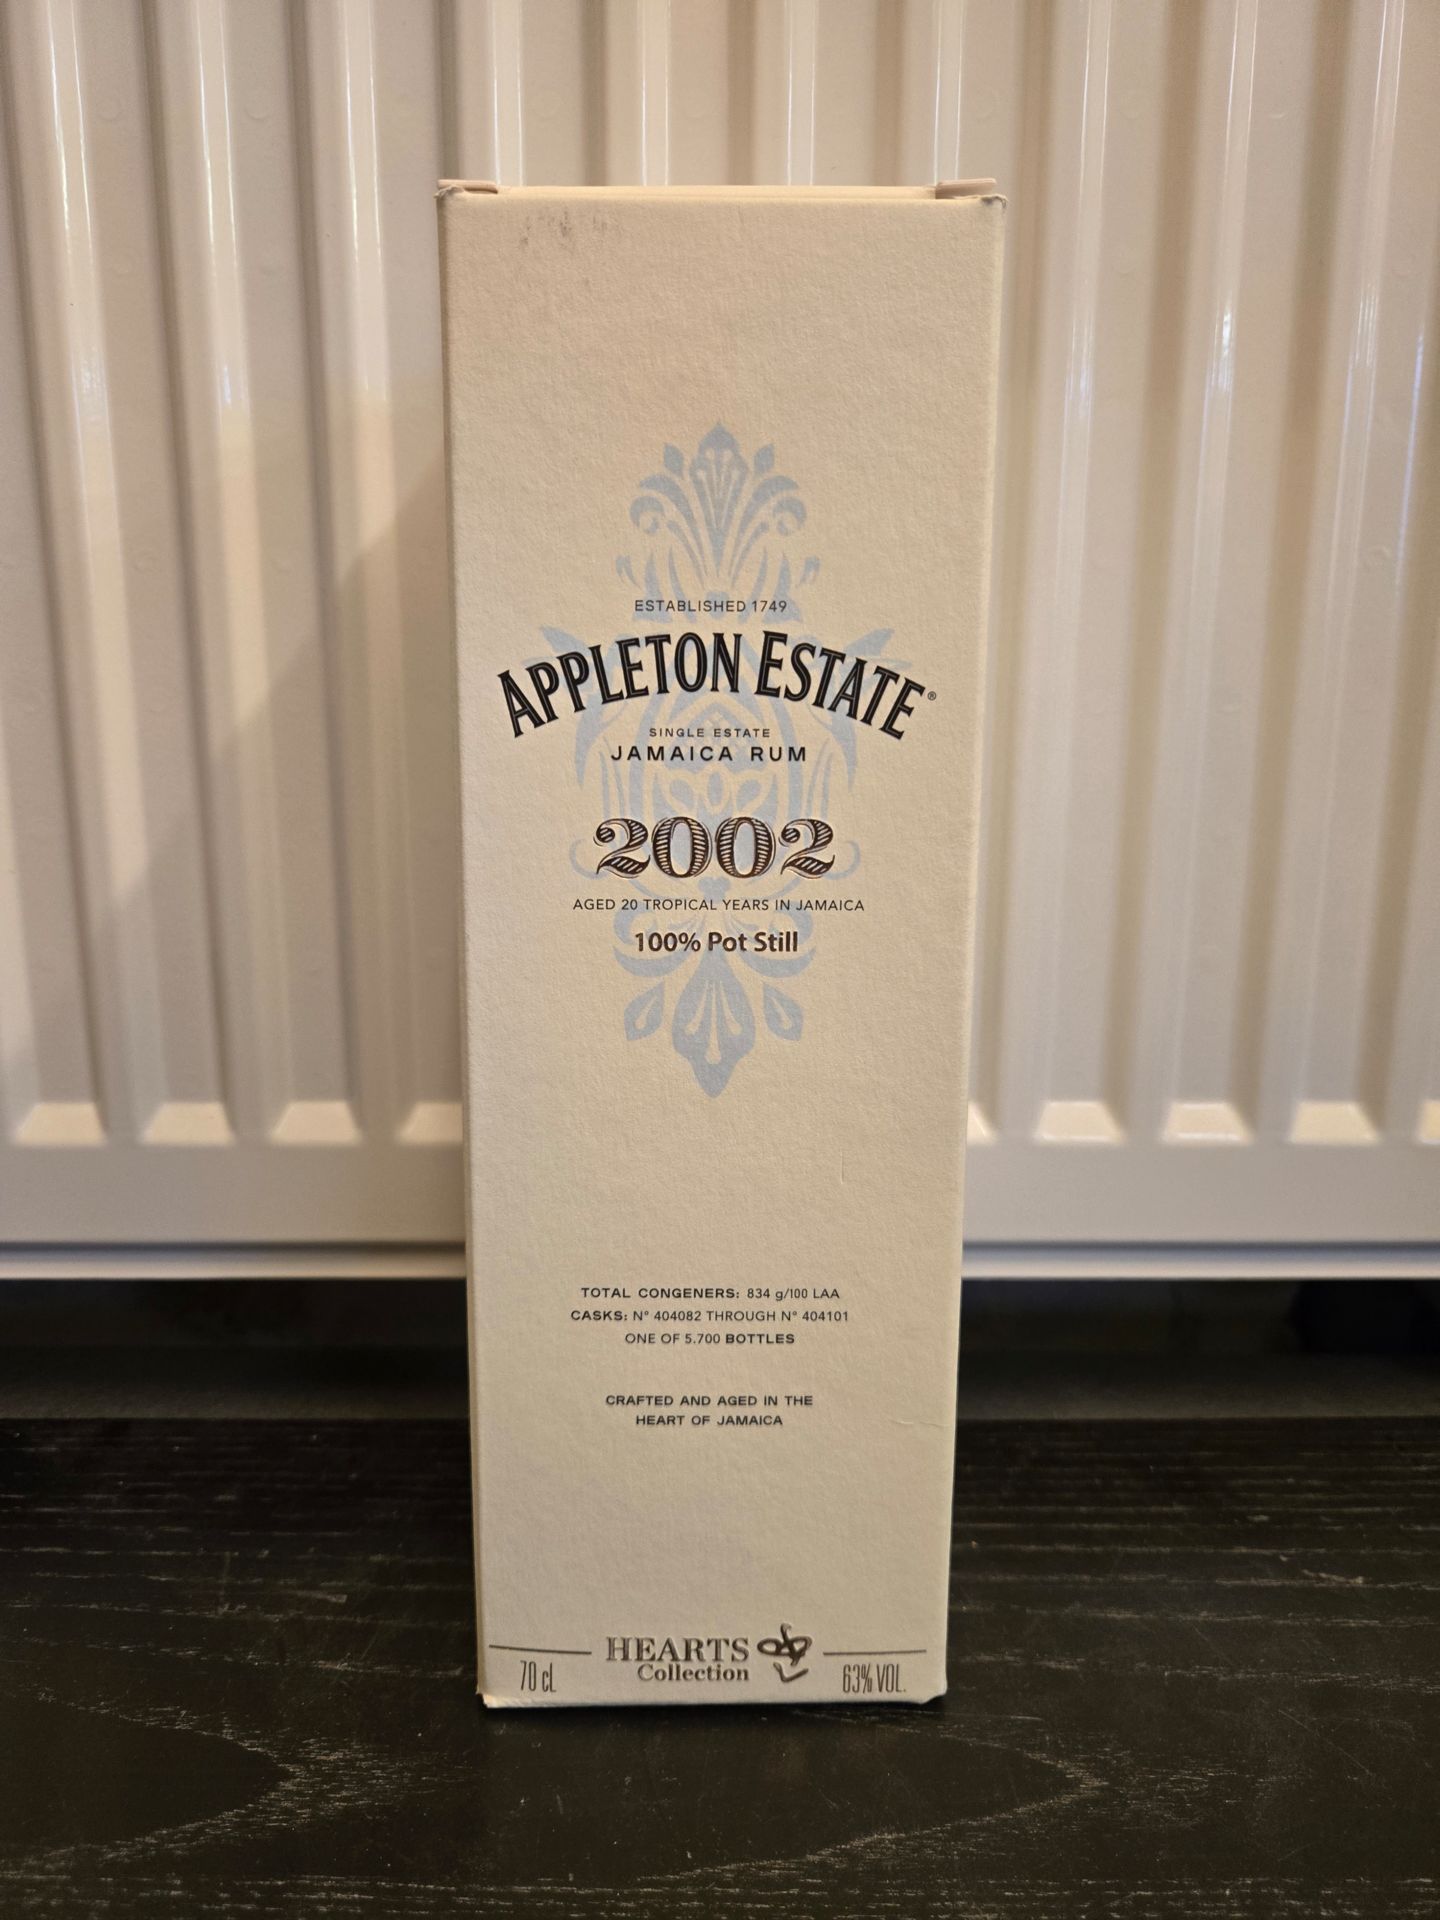 ESTABLISHED 1749
APPLETON ESTATE®
SINGLE ESTATE
JAMAICA RUM
2002
AGED 20 TROPICAL YEARS IN JAMAICA
100% Pot Still
TOTAL CONGENERS: 834 g/100 LAA
CASKS: N° 404082 THROUGH N° 404101
ONE OF 5.700 BOTTLES
CRAFTED AND AGED IN THE
HEART OF JAMAICA
HEARTS
Collection
70 cL
63% VOL.